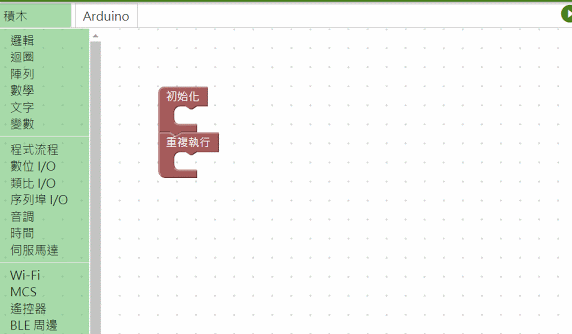 積木 Arduino
邏輯
迴圈
陣列
數學
文字
變數
程式流程
數位 I/O
類比 I/O
序列埠 I/O
音調
時間
伺服馬達
Wi-Fi
MCS
遙控器
BLE 周邊
初始化
重複執行